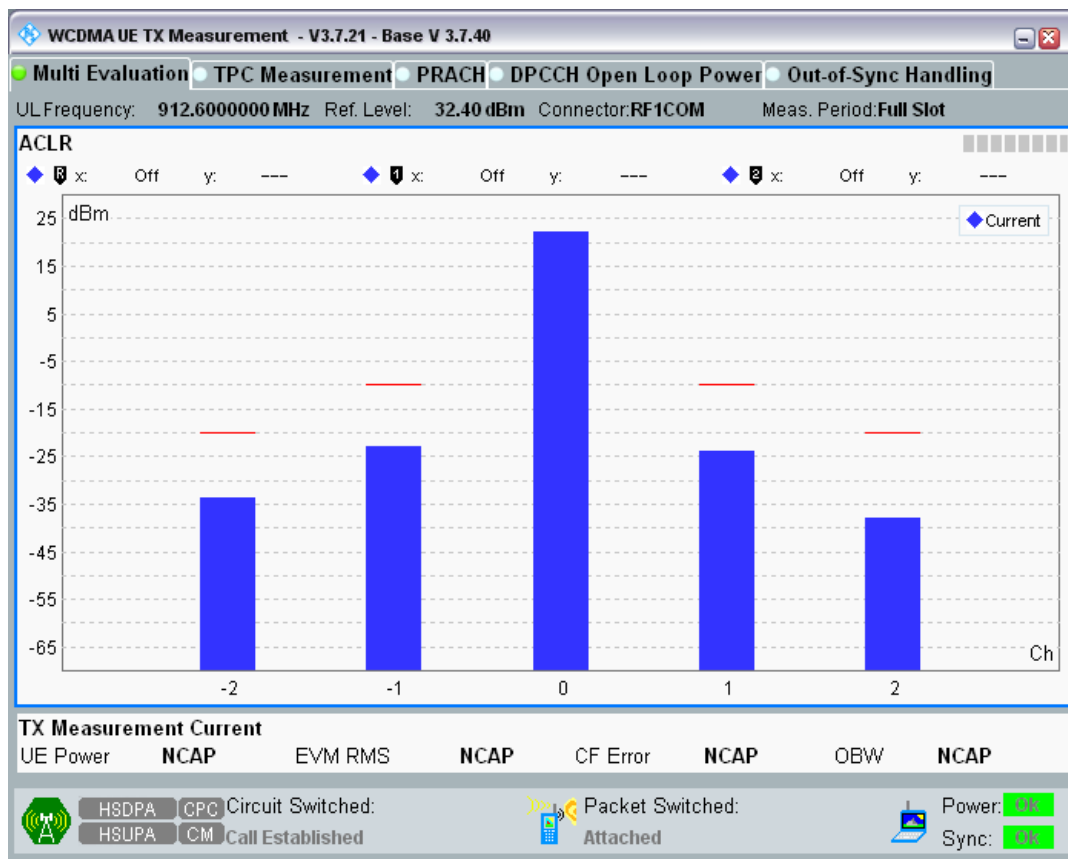 WCDMA UE TX Measurement - V3.7.21 - Base V 3.7.40
Multi Evaluation TPC Measurement PRACH DPCCH Open Loop Power Out-of-Sync Handling
UL Frequency: 912.6000000 MHz Ref. Level: 32.40 dBm Connector:RF1COM Meas. Period:Full Slot
ACLR
R x: Off y: --- 1 x: Off y: --- 2 x: Off y: ---
dBm
Current
25
15
5
-5
-15
-25
-35
-45
-55
-65
Ch
-2 -1 0 1 2
TX Measurement Current
UE Power NCAP EVM RMS NCAP CF Error NCAP OBW NCAP
HSDPA CPC Circuit Switched: Packet Switched: Power: Ok
HSUPA CM Call Established Attached Sync: Ok